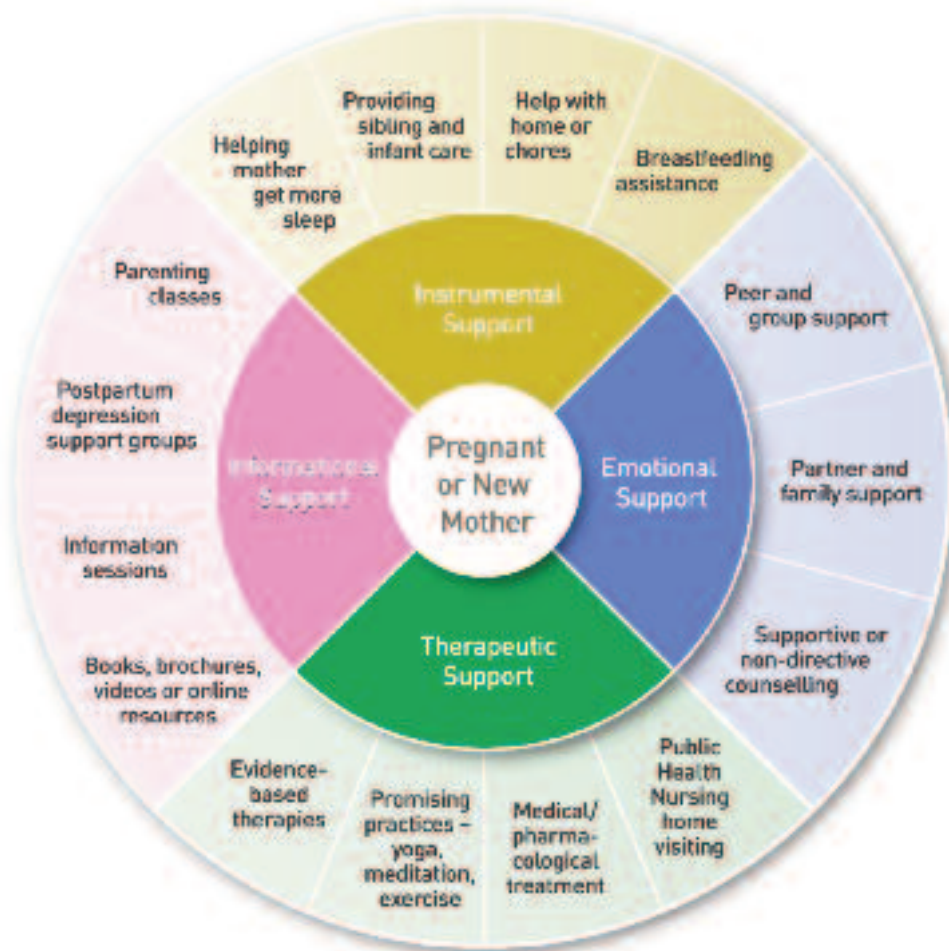 Providing
sibling and
infant care
Help with
home or
chores
Helping
mother
get more
sleep
Breastfeeding
assistance
Instrumental
Support
Parenting
classes
Peer and
group support
Postpartum
depression
support groups
Informational
Support
Pregnant
or New
Mother
Emotional
Support
Partner and
family support
Information
sessions
Supportive or
non-directive
counselling
Therapeutic
Support
Books, brochures,
videos or online
resources
Evidence-
based
therapies
Promising
practices –
yoga,
meditation,
exercise
Medical/
pharma-
cological
treatment
Public
Health
Nursing
home
visiting